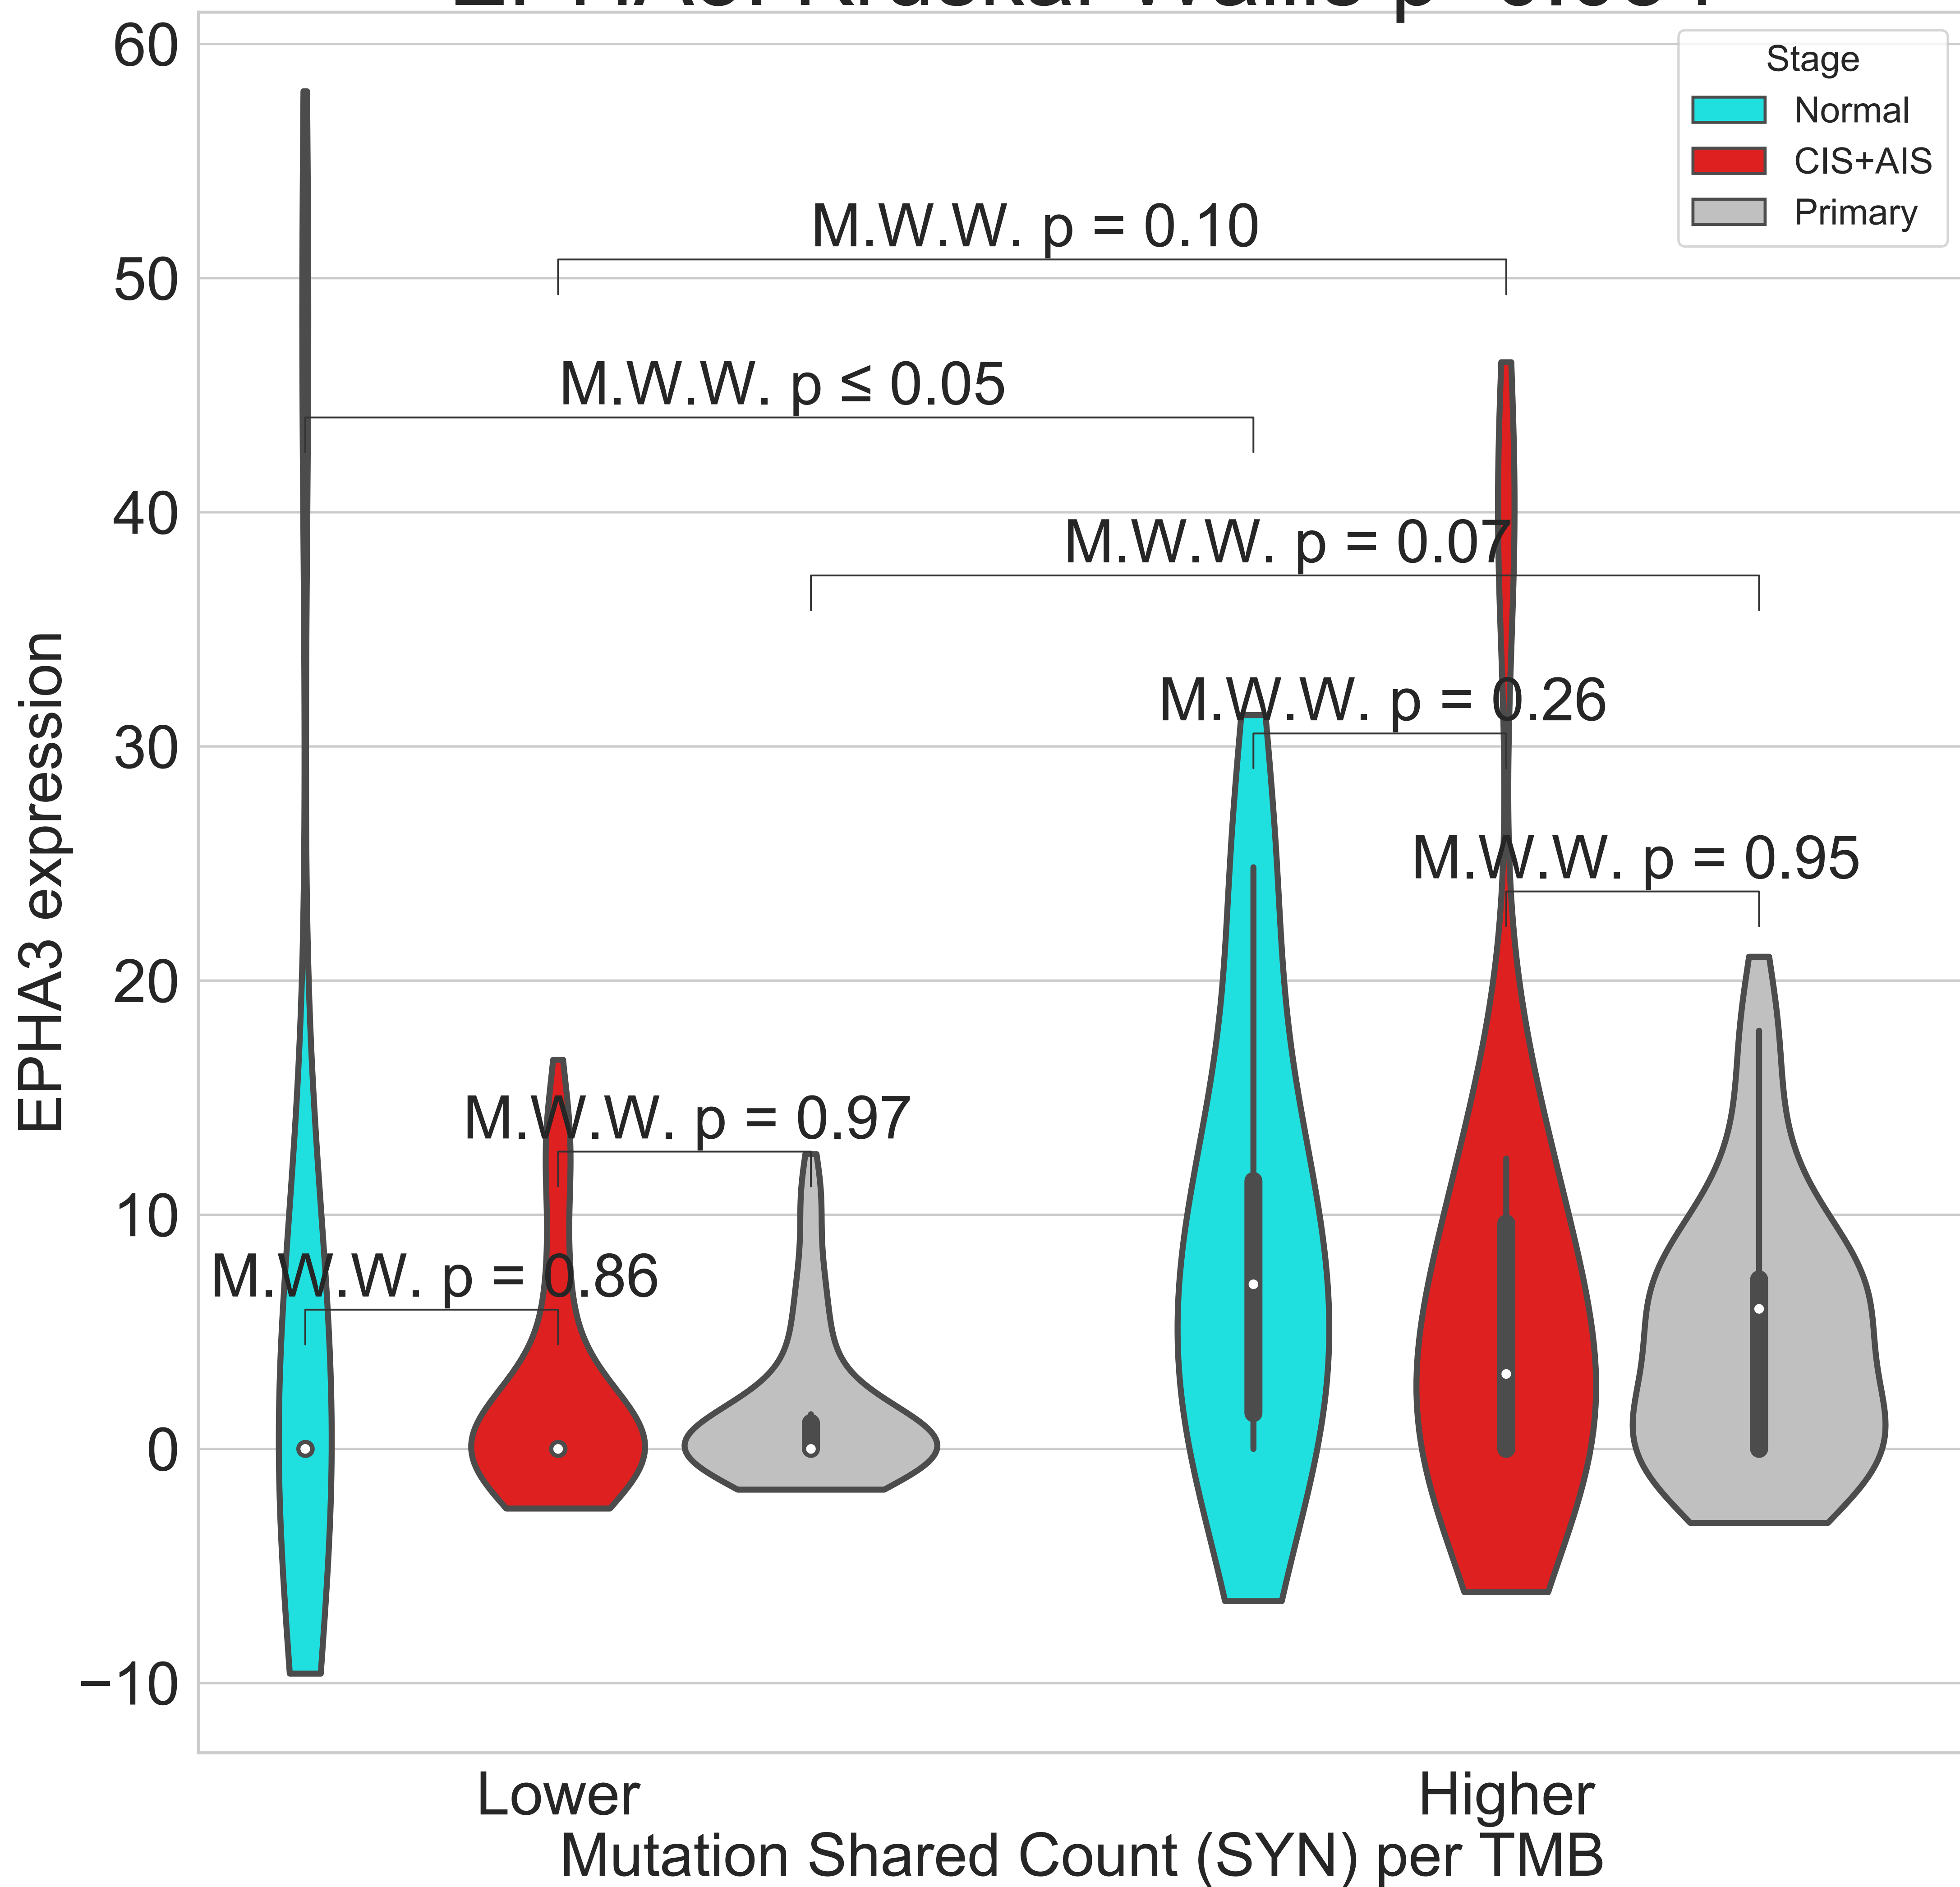 60
50
40
30
20
10
0
−10
EPHA3 expression
Stage
Normal
CIS+AIS
Primary
M.W.W. p = 0.10
M.W.W. p ≤ 0.05
M.W.W. p = 0.07
M.W.W. p = 0.26
M.W.W. p = 0.95
M.W.W. p = 0.97
M.W.W. p = 0.86
Lower
Higher
Mutation Shared Count (SYN) per TMB